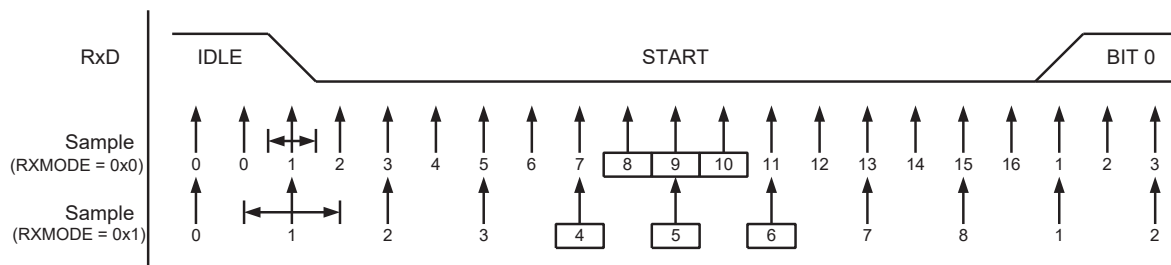 RxD IDLE START BIT 0
Sample
(RXMODE = 0x0) 0 0 1 2 3 4 5 6 7 8 9 10 11 12 13 14 15 16 1 2 3
Sample
(RXMODE = 0x1) 0 1 2 3 4 5 6 7 8 1 2